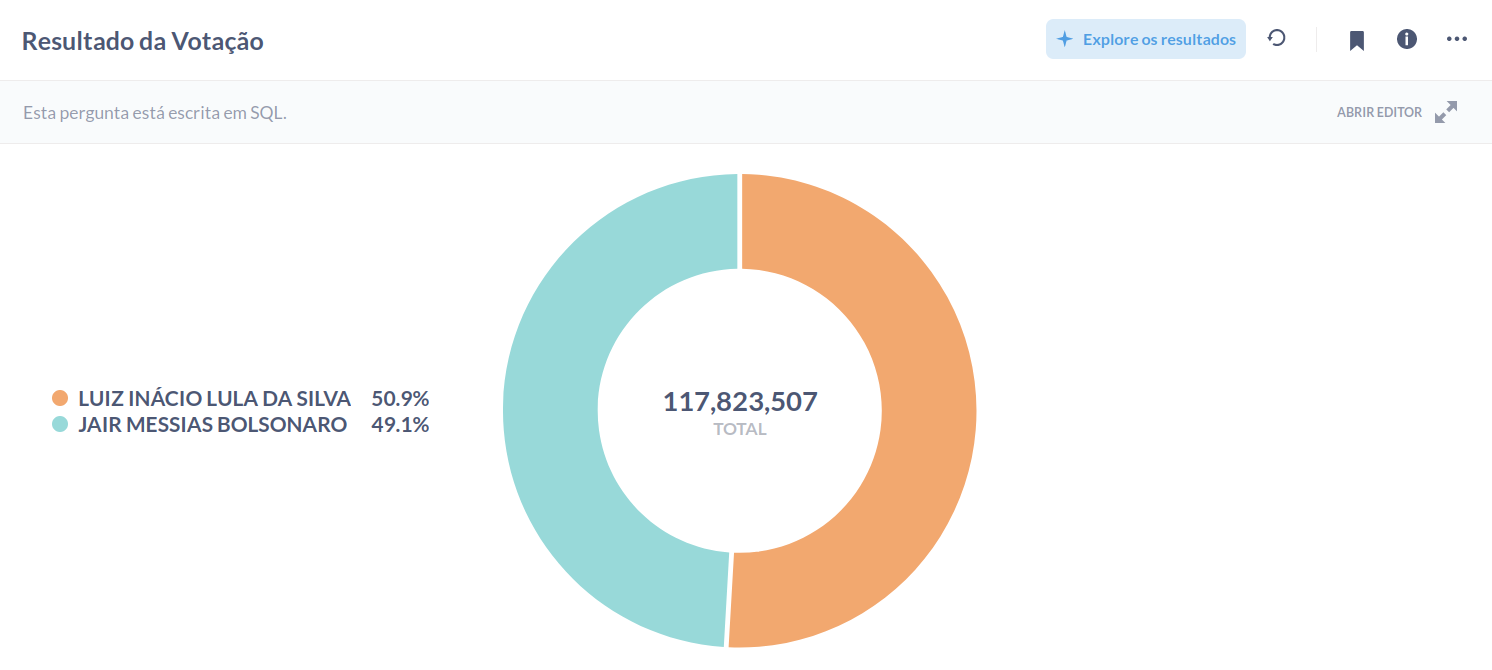 Resultado da Votação
Explore os resultados
Esta pergunta está escrita em SQL.
ABRIR EDITOR
LUIZ INÁCIO LULA DA SILVA 50.9%
JAIR MESSIAS BOLSONARO 49.1%
117,823,507
TOTAL